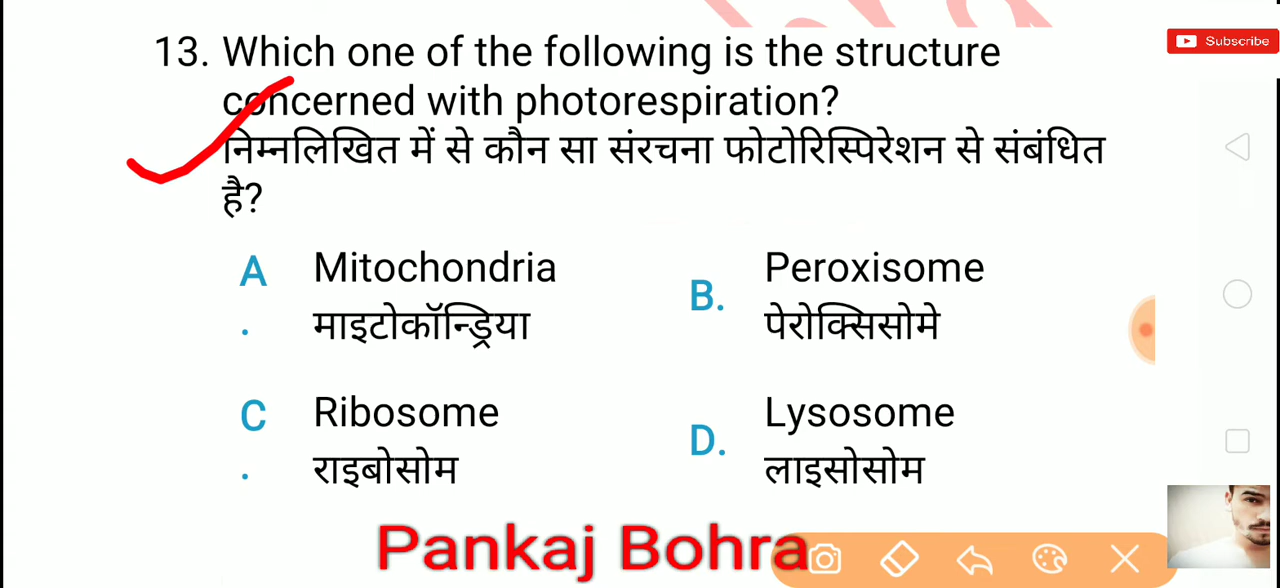 Subscribe
13. Which one of the following is the structure
concerned with photorespiration?
निम्नलिखित में से कौन सा संरचना फोटोरिस्पिरेशन से संबंधित
है?
A. Mitochondria
माइटोकॉन्ड्रिया
B. Peroxisome
पेरोक्सिसोमे
C. Ribosome
राइबोसोम
D. Lysosome
लाइसोसोम
Pankaj Bohra